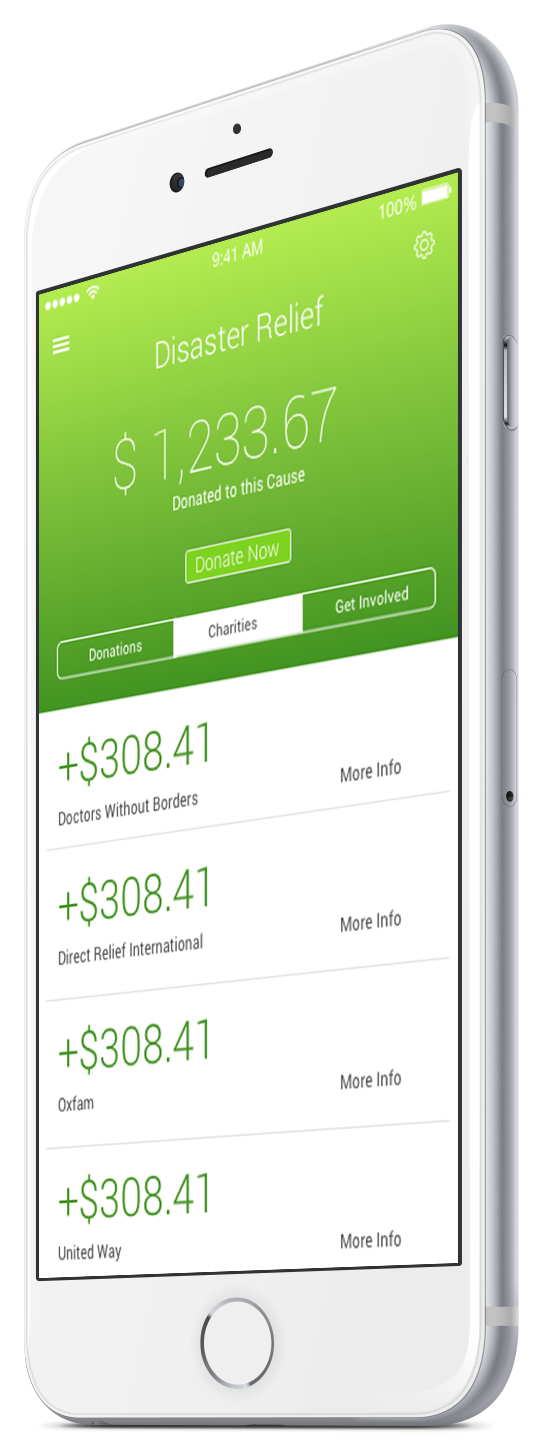 9:41 AM
100%
Disaster Relief
$ 1,233.67
Donated to this Cause
Donate Now
Donations
Charities
Get Involved
+$308.41
Doctors Without Borders
More Info
+$308.41
Direct Relief International
More Info
+$308.41
Oxfam
More Info
+$308.41
United Way
More Info